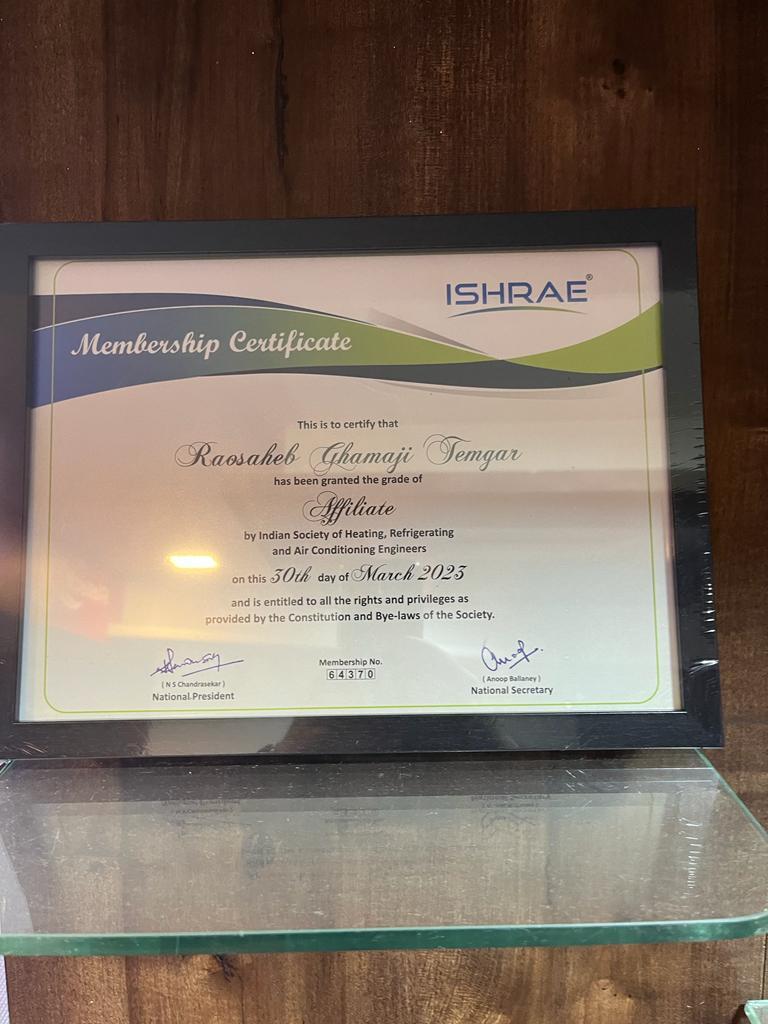 ISHRAE®
Membership Certificate
This is to certify that
Raosaheb Ghamaji Temgar
has been granted the grade of
Affiliate
by Indian Society of Heating, Refrigerating
and Air Conditioning Engineers
on this 30th day of March 2023
and is entitled to all the rights and privileges as
provided by the Constitution and Bye-laws of the Society.
Membership No.
64370
( N S Chandrasekar )
National President
Anoop.
( Anoop Ballaney )
National Secretary